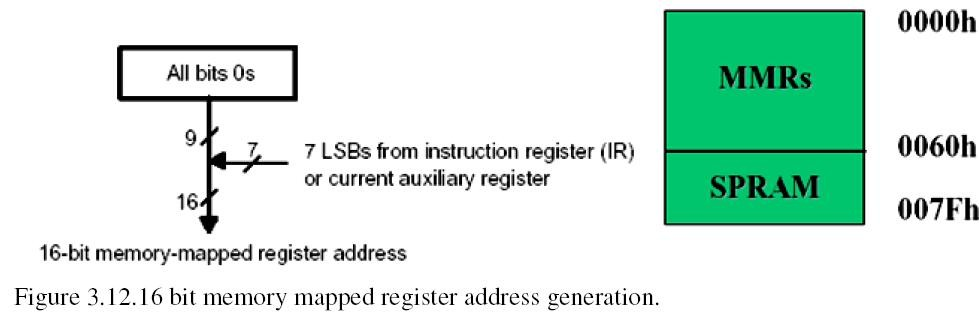 All bits 0s
9
7
7 LSBs from instruction register (IR)
or current auxiliary register
16
16-bit memory-mapped register address
0000h
MMRs
0060h
SPRAM
007Fh
Figure 3.12.16 bit memory mapped register address generation.